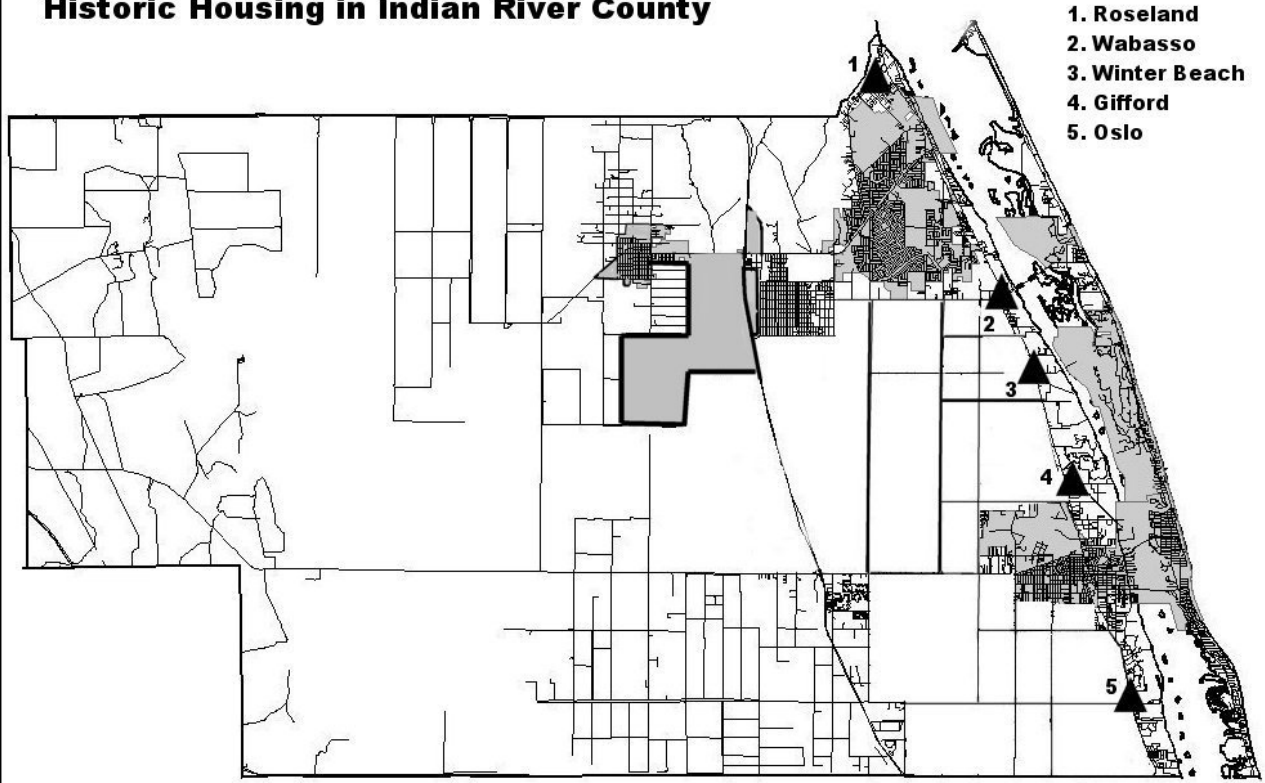 Historic Housing in Indian River County
1. Roseland
2. Wabasso
3. Winter Beach
4. Gifford
5. Oslo
1
2
3
4
5